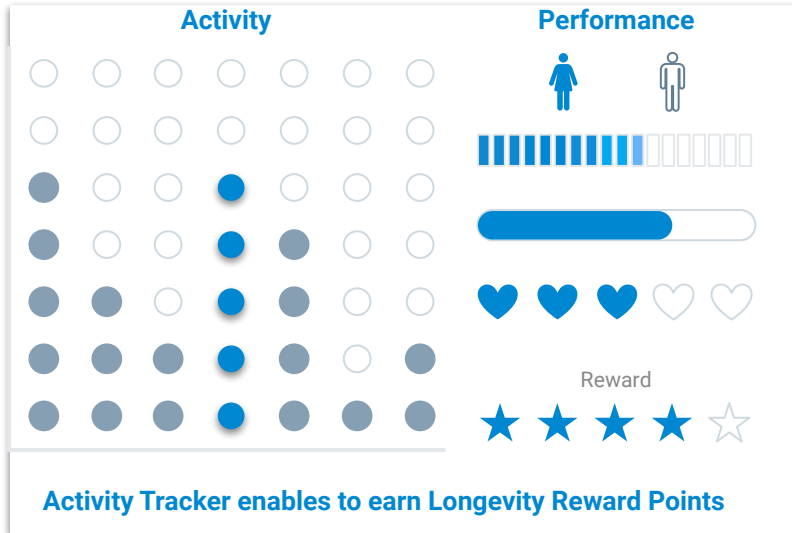 Activity
Performance
Reward
Activity Tracker enables to earn Longevity Reward Points